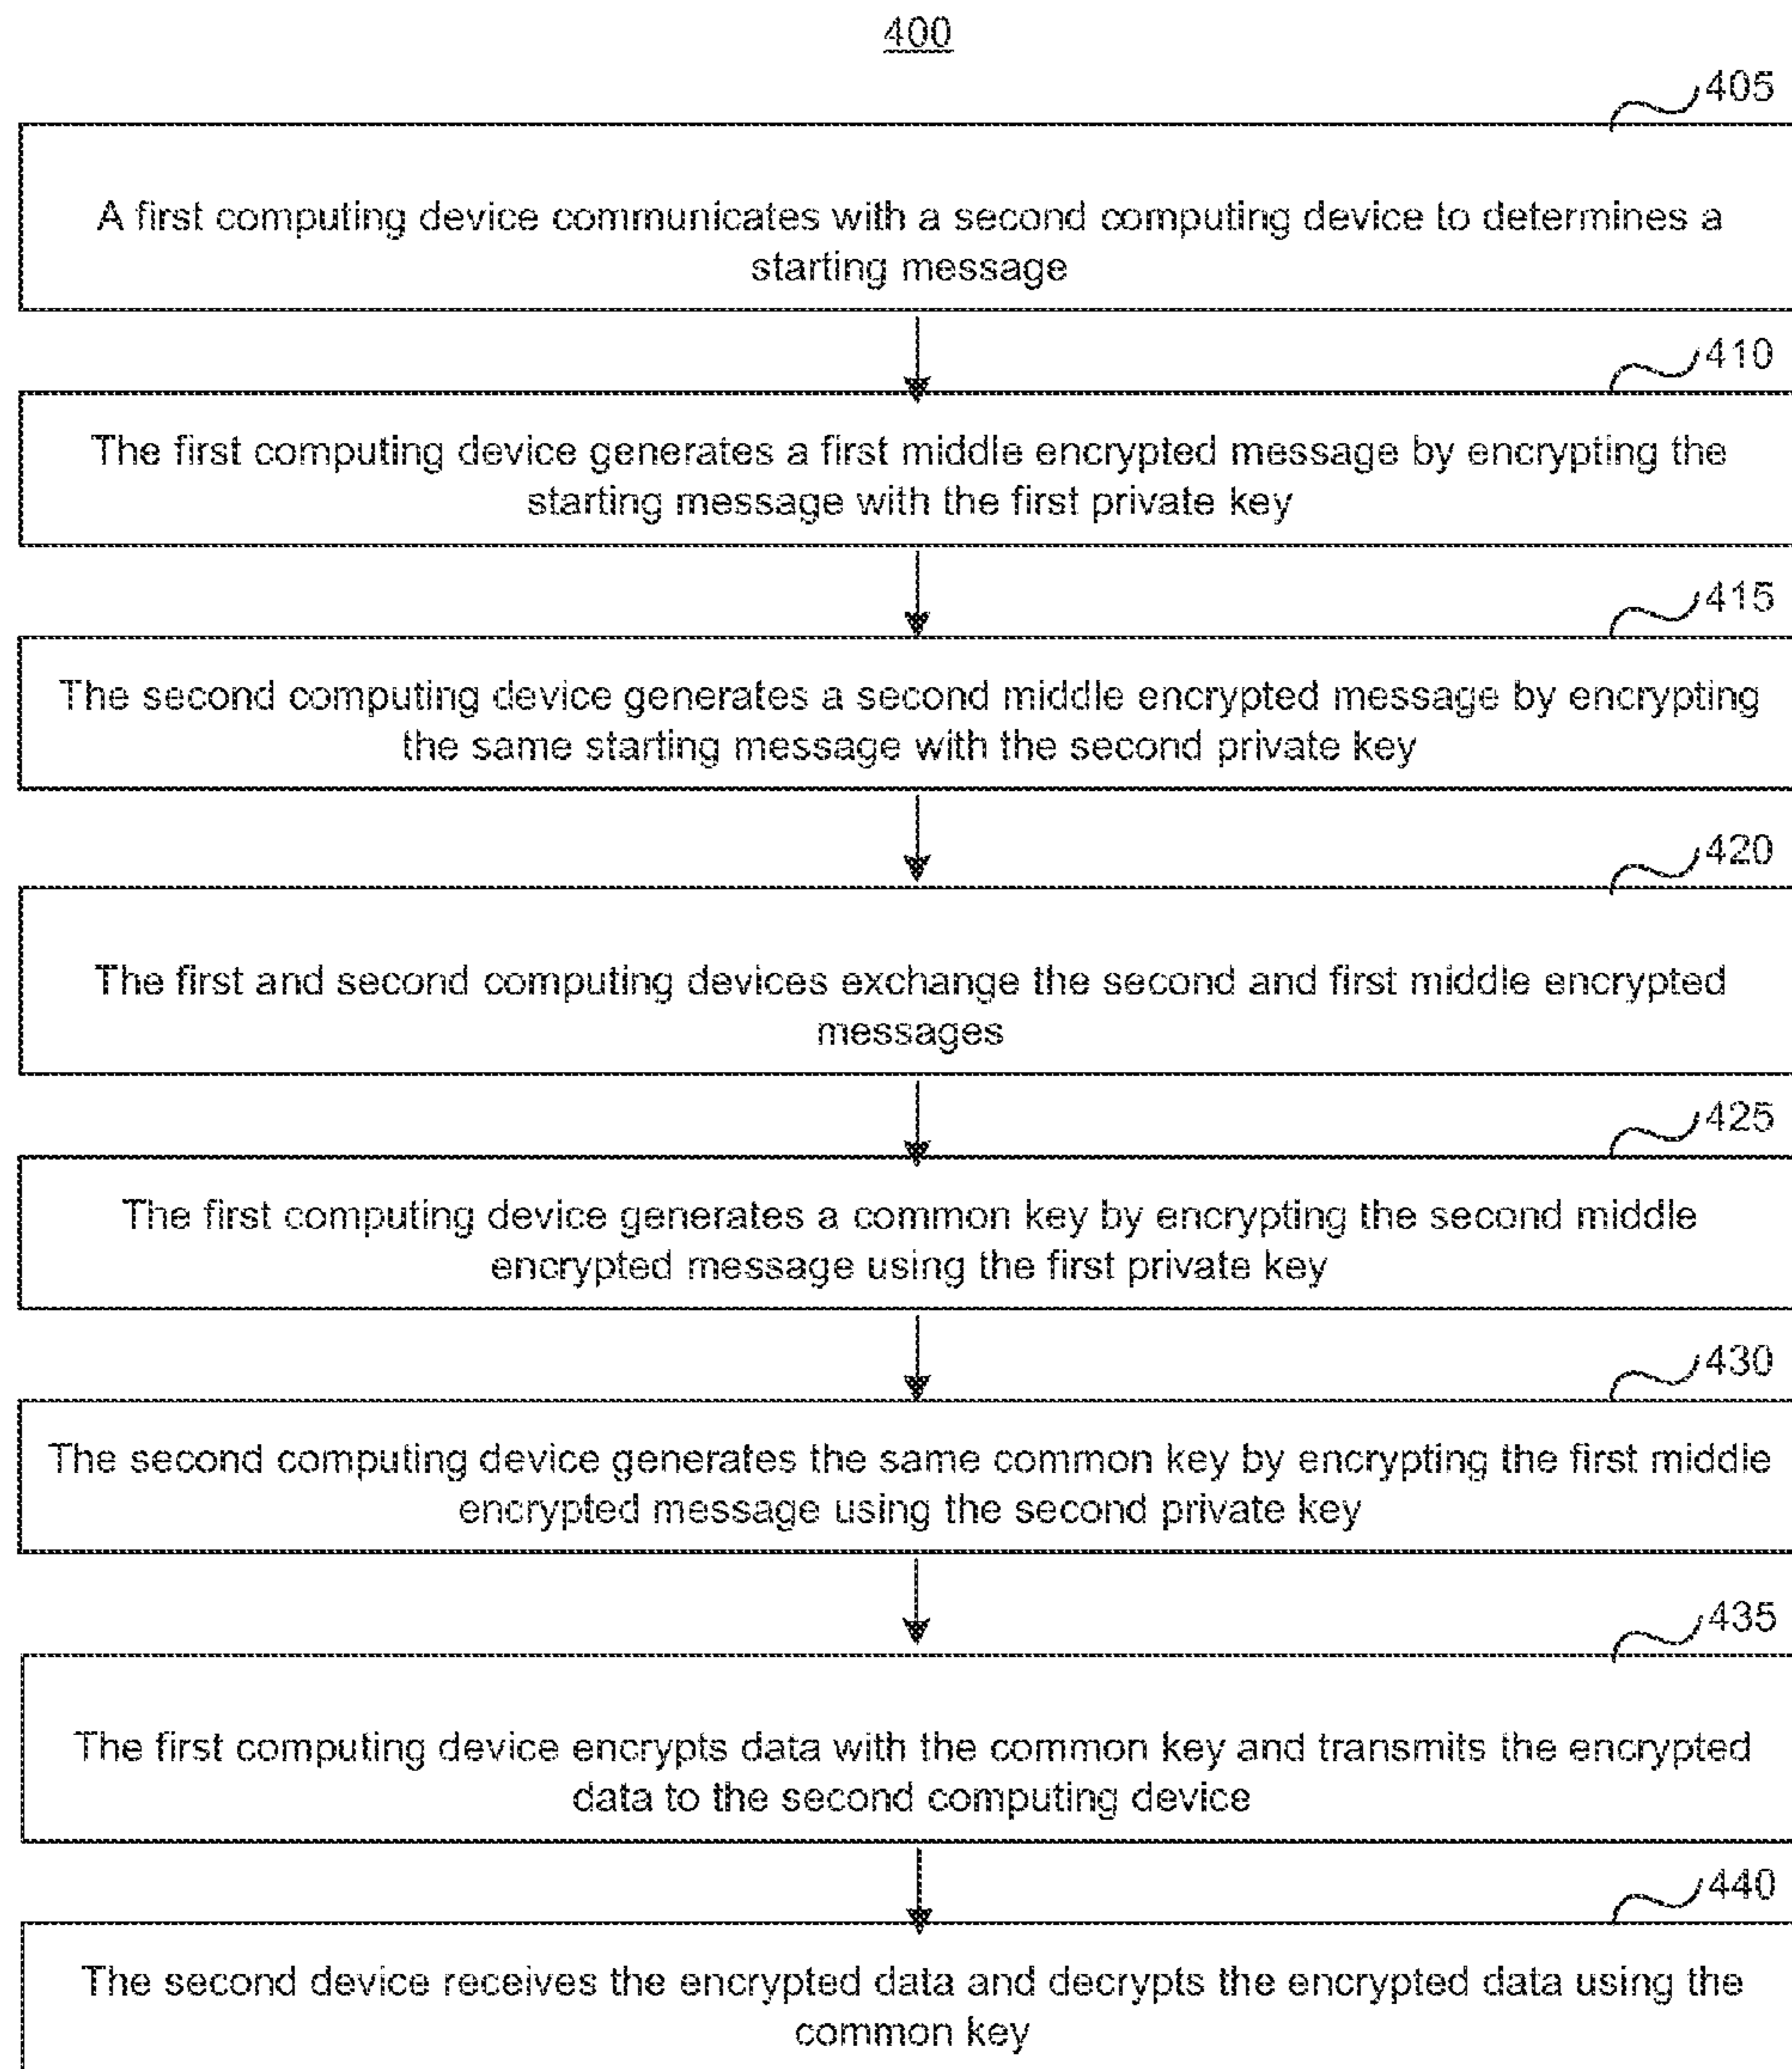 400
405
A first computing device communicates with a second computing device to determines a
starting message
410
The first computing device generates a first middle encrypted message by encrypting the
starting message with the first private key
415
The second computing device generates a second middle encrypted message by encrypting
the same starting message with the second private key
420
The first and second computing devices exchange the second and first middle encrypted
messages
425
The first computing device generates a common key by encrypting the second middle
encrypted message using the first private key
430
The second computing device generates the same common key by encrypting the first middle
encrypted message using the second private key
435
The first computing device encrypts data with the common key and transmits the encrypted
data to the second computing device
440
The second device receives the encrypted data and decrypts the encrypted data using the
common key